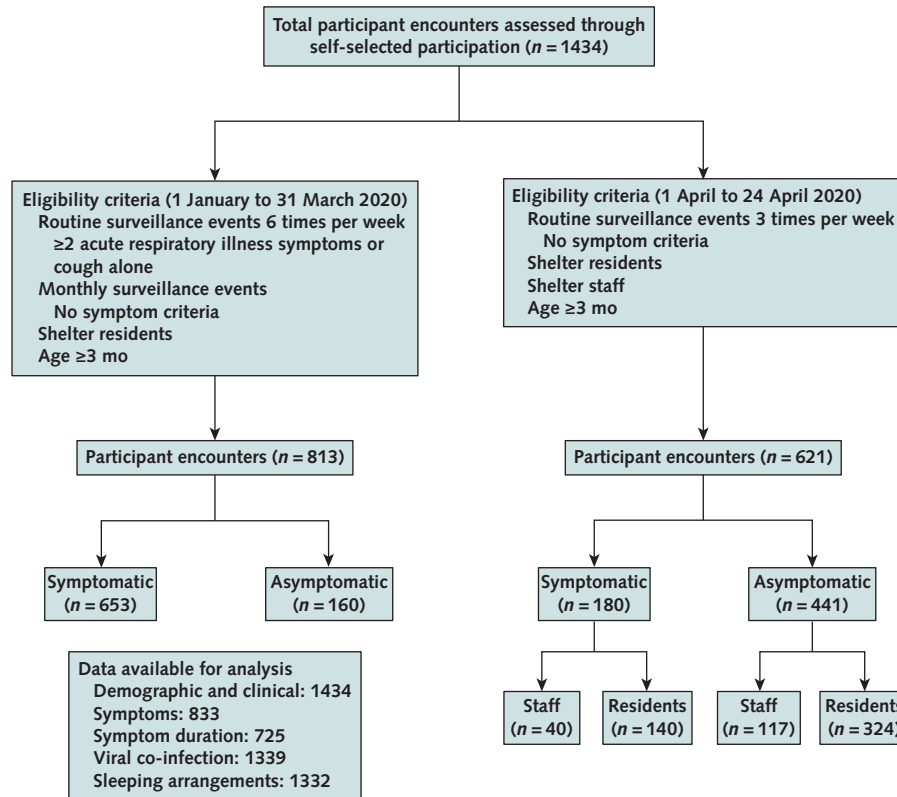 Total participant encounters assessed through
self-selected participation (n = 1434)
Eligibility criteria (1 January to 31 March 2020)
Routine surveillance events 6 times per week
≥2 acute respiratory illness symptoms or
cough alone
Monthly surveillance events
No symptom criteria
Shelter residents
Age ≥3 mo
Eligibility criteria (1 April to 24 April 2020)
Routine surveillance events 3 times per week
No symptom criteria
Shelter residents
Shelter staff
Age ≥3 mo
Participant encounters (n = 813)
Participant encounters (n = 621)
Symptomatic
(n = 653)
Asymptomatic
(n = 160)
Symptomatic
(n = 180)
Asymptomatic
(n = 441)
Data available for analysis
Demographic and clinical: 1434
Symptoms: 833
Symptom duration: 725
Viral co-infection: 1339
Sleeping arrangements: 1332
Staff
(n = 40)
Residents
(n = 140)
Staff
(n = 117)
Residents
(n = 324)